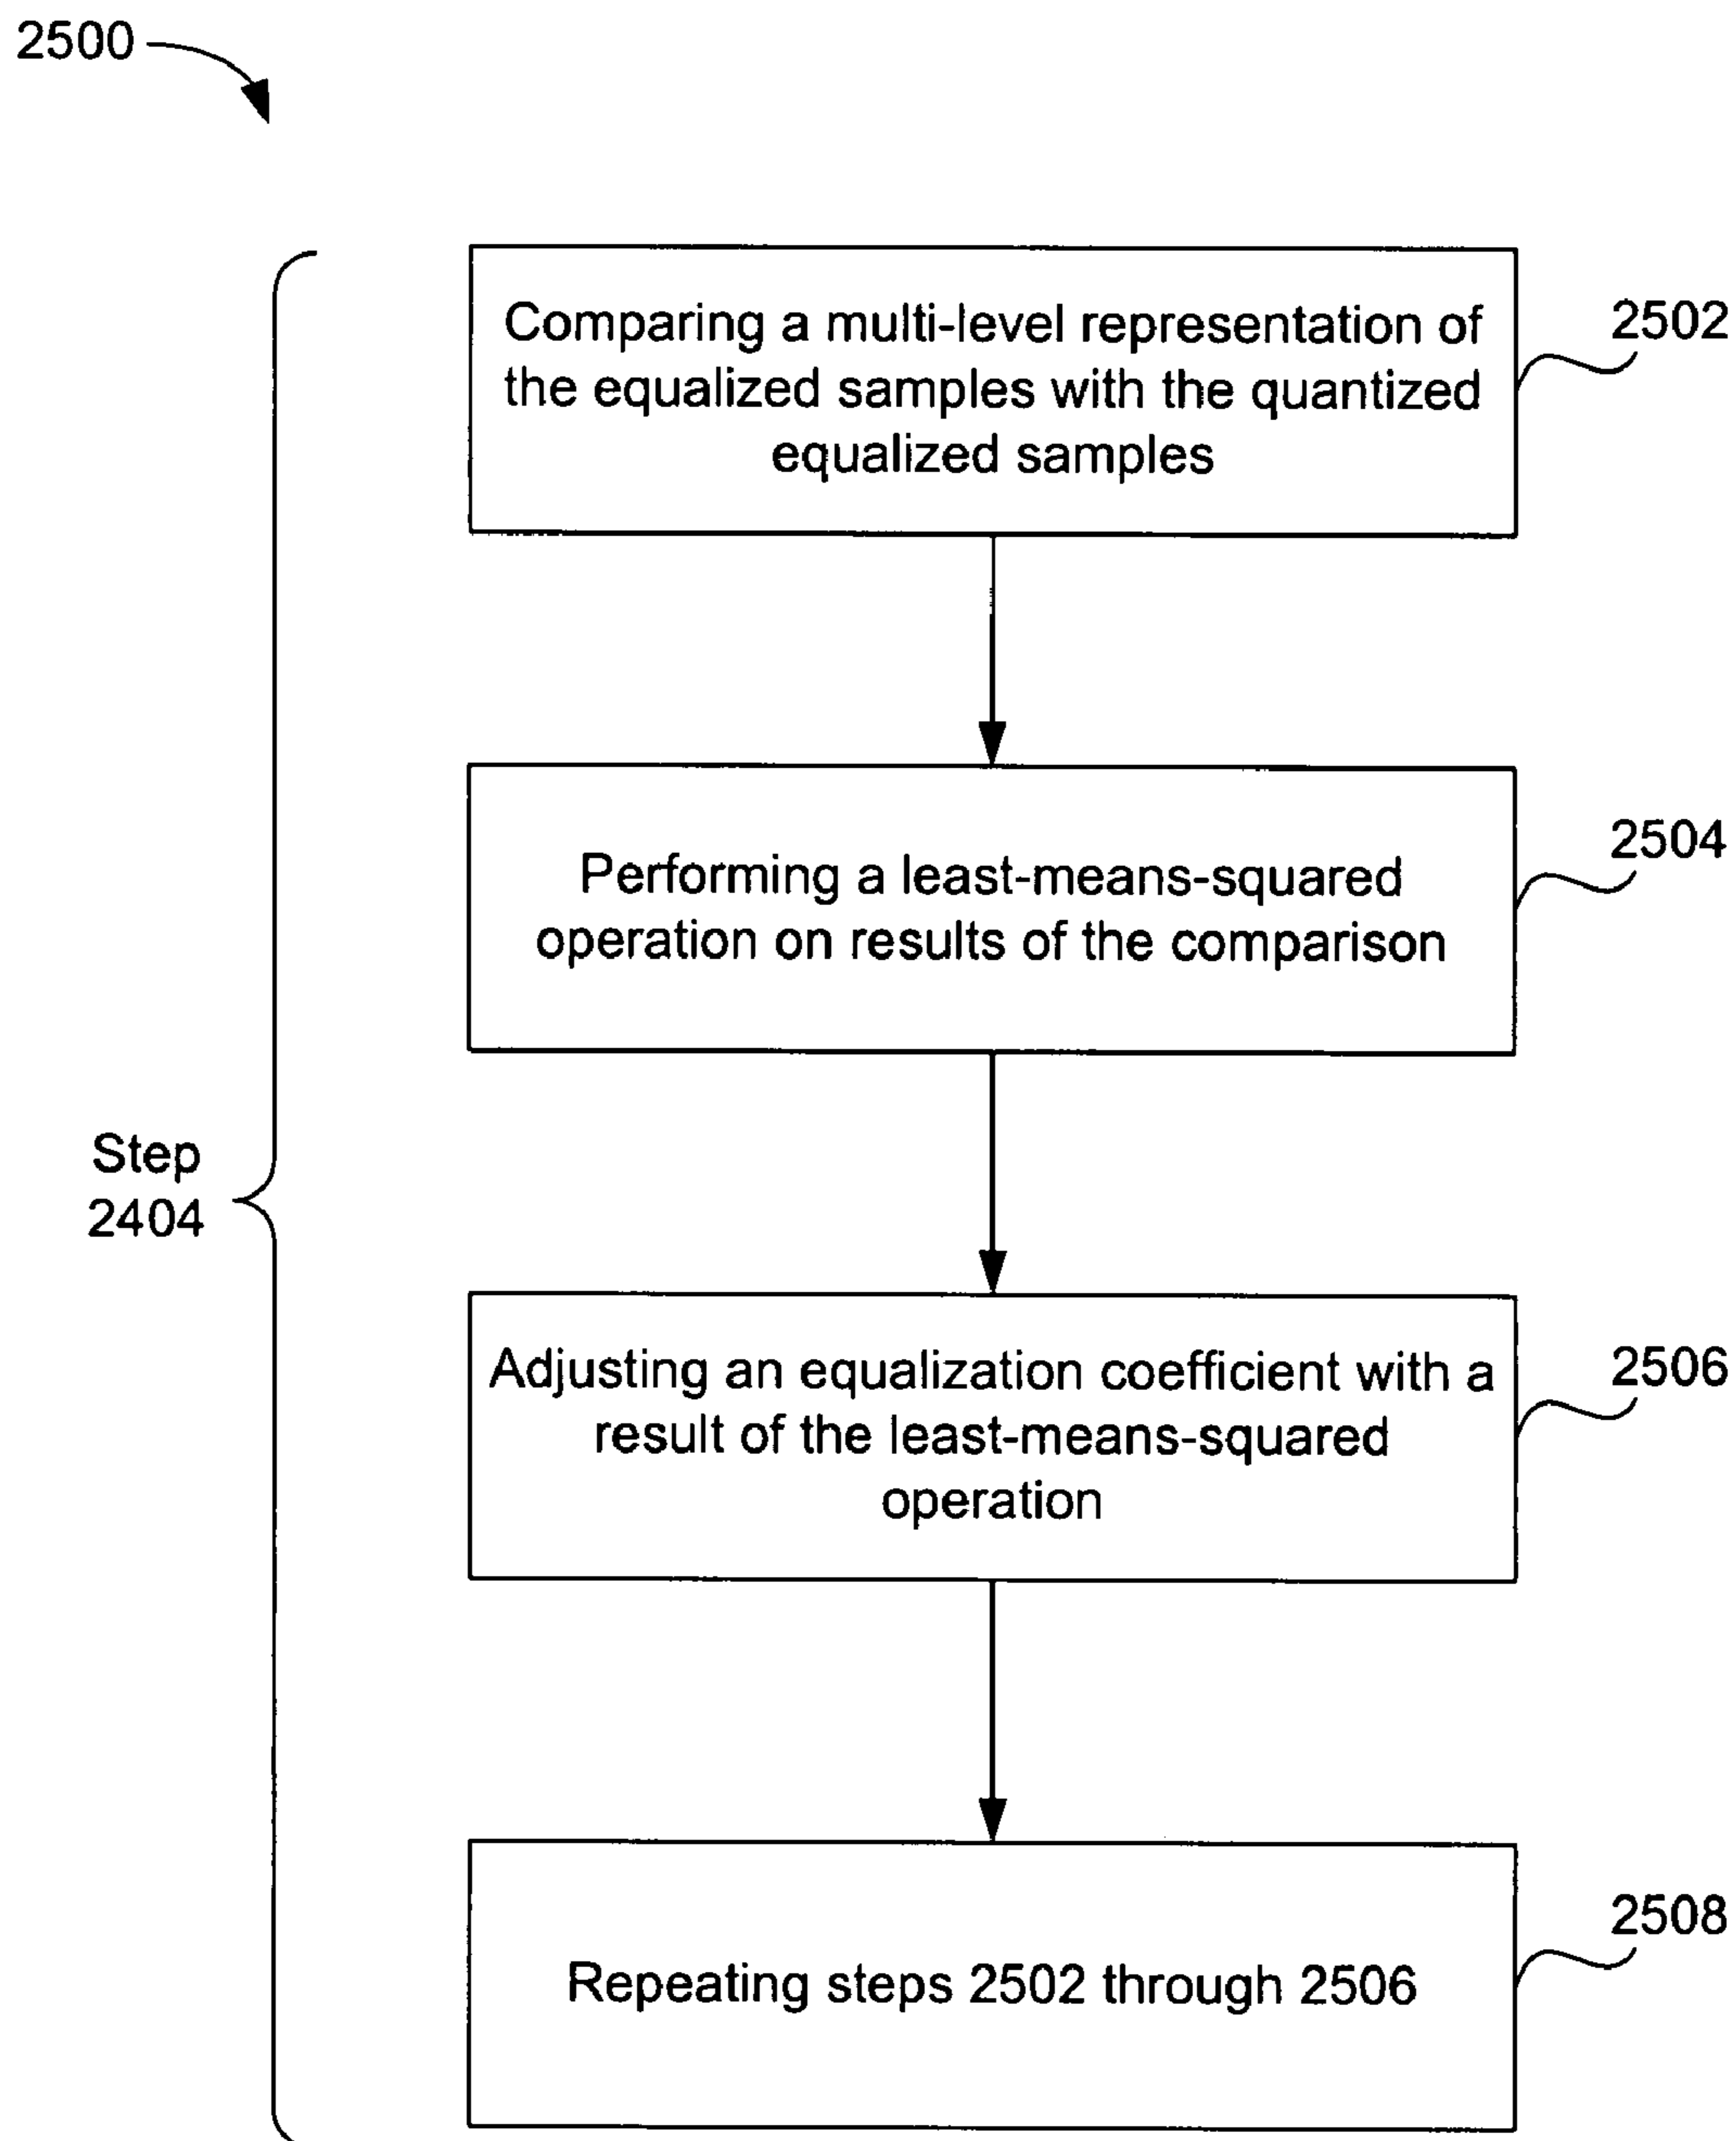 2500
Comparing a multi-level representation of
the equalized samples with the quantized
equalized samples
2502
Performing a least-means-squared
operation on results of the comparison
2504
Step
2404
Adjusting an equalization coefficient with a
result of the least-means-squared
operation
2506
Repeating steps 2502 through 2506
2508